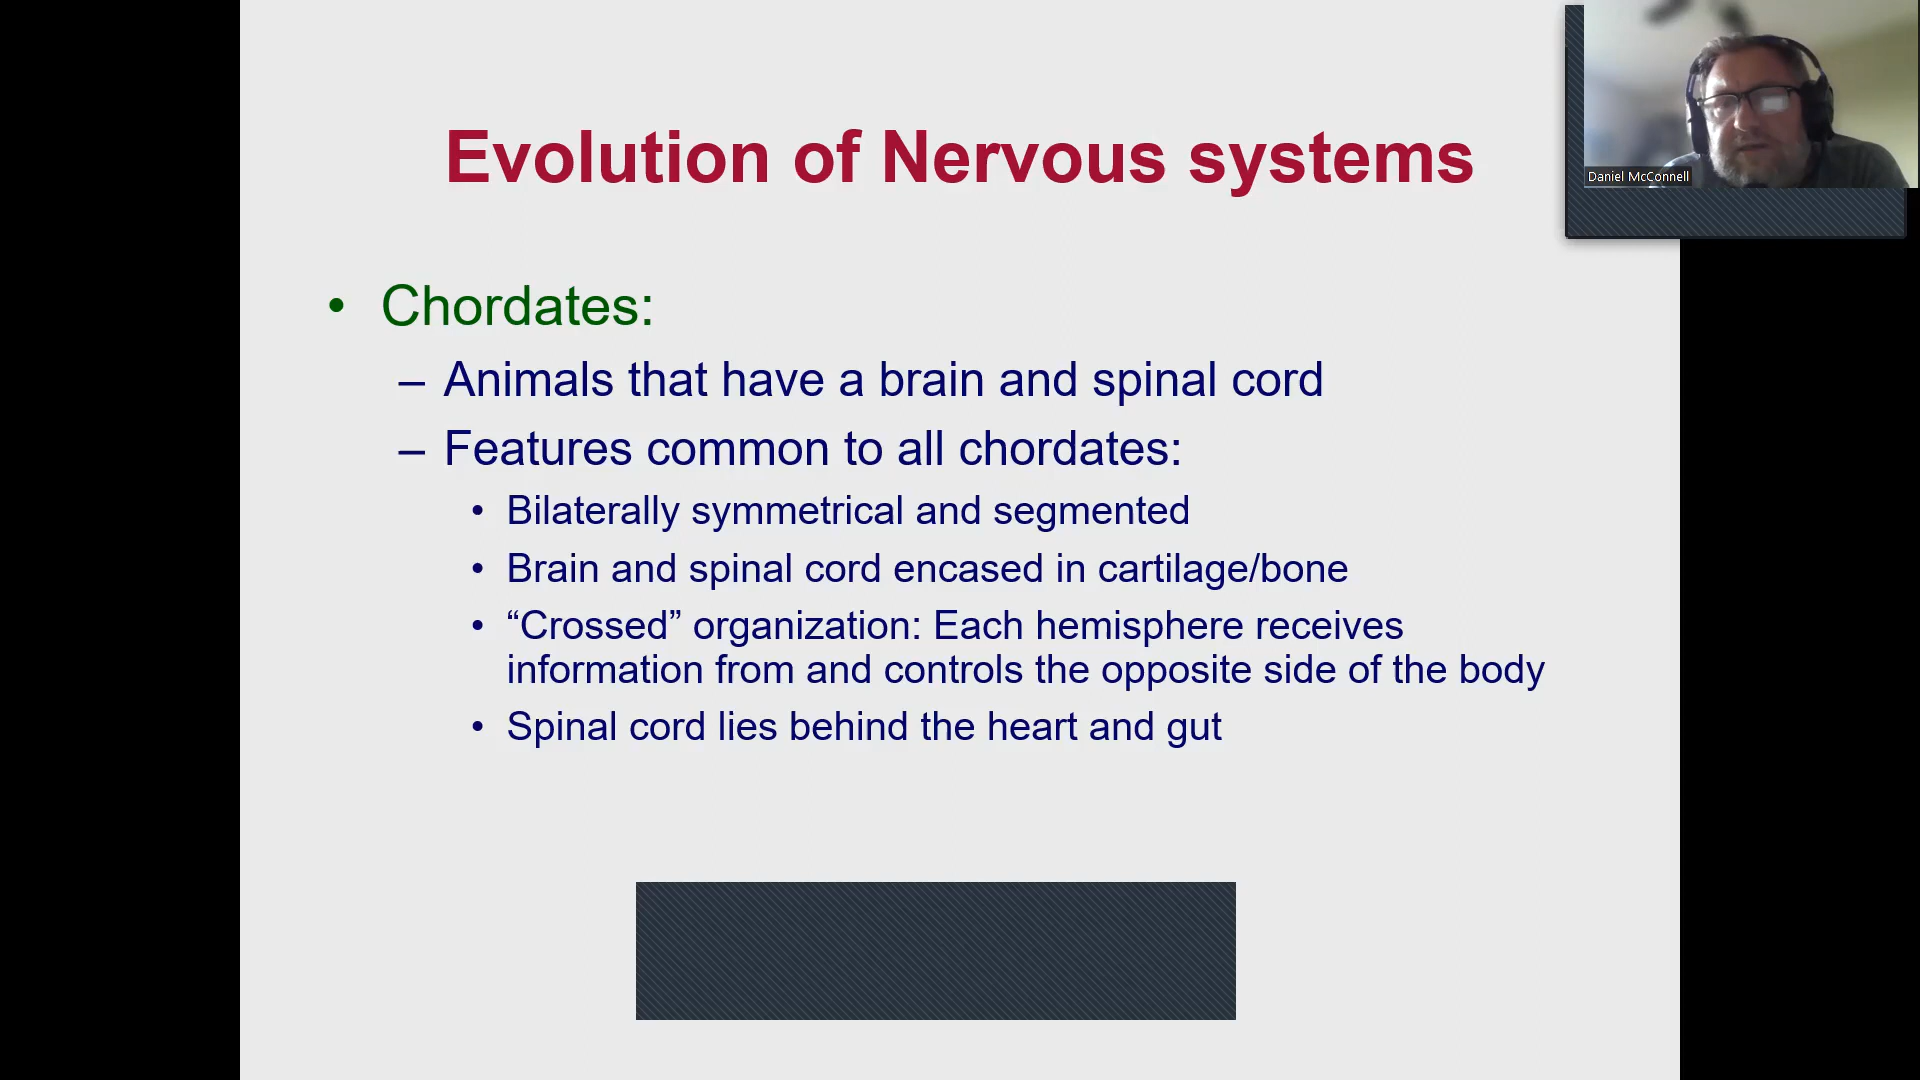 Evolution of Nervous systems
Daniel McConnell
• Chordates:
– Animals that have a brain and spinal cord
– Features common to all chordates:
• Bilaterally symmetrical and segmented
• Brain and spinal cord encased in cartilage/bone
• “Crossed” organization: Each hemisphere receives
information from and controls the opposite side of the body
• Spinal cord lies behind the heart and gut